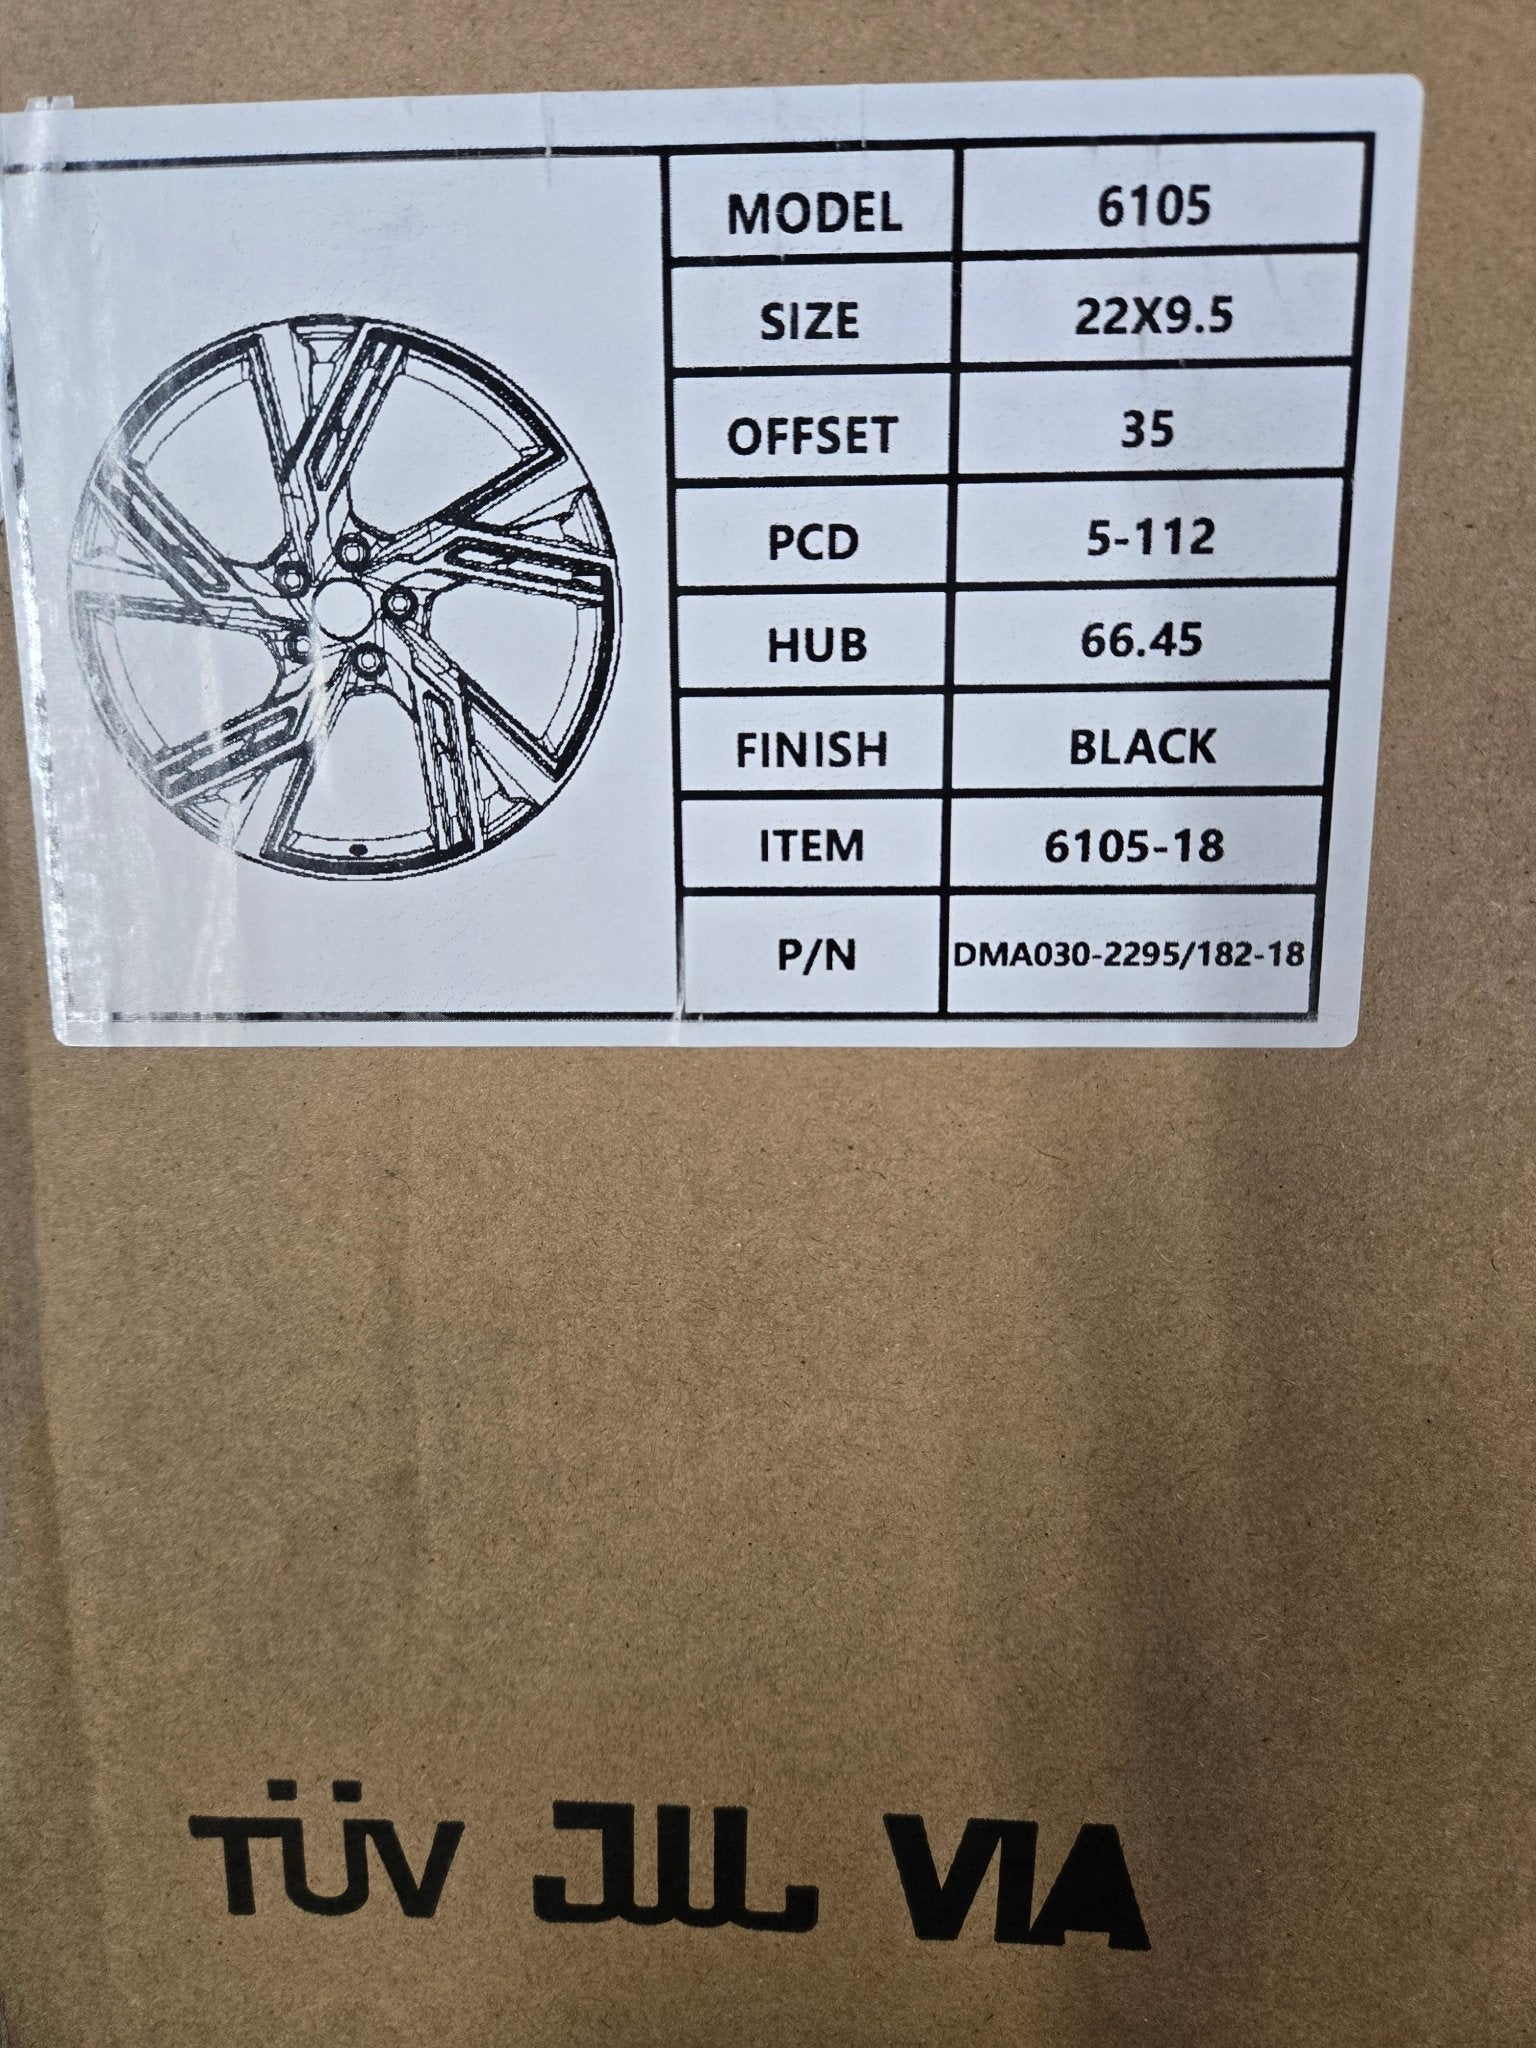 MODEL 6105
SIZE 22X9.5
OFFSET 35
PCD 5-112
HUB 66.45
FINISH BLACK
ITEM 6105-18
P/N DMA030-2295/182-18
TÜV JWL VIA